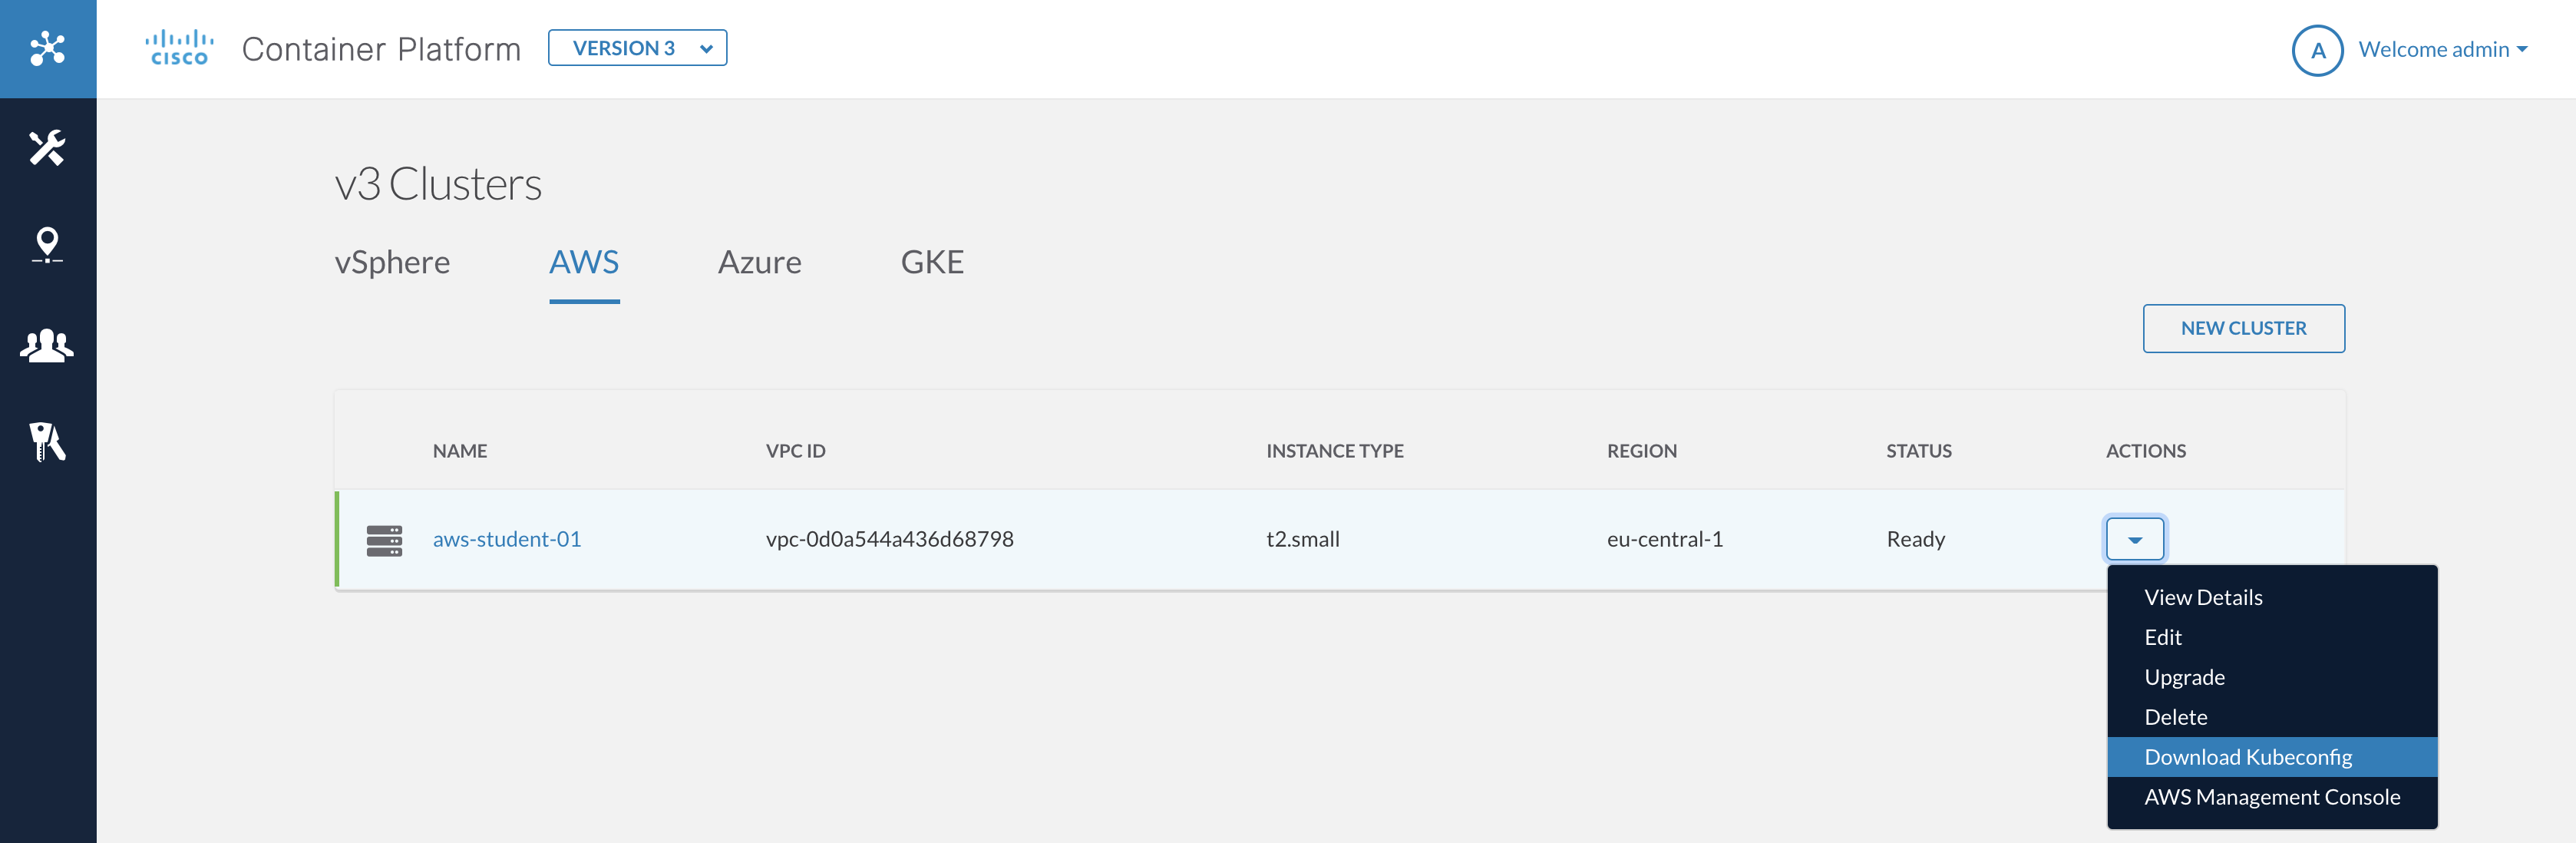 CISCO
Container Platform
VERSION 3
A
Welcome admin
v3 Clusters
vSphere AWS Azure GKE
NEW CLUSTER
NAME VPC ID INSTANCE TYPE REGION STATUS ACTIONS
aws-student-01 vpc-0d0a544a436d68798 t2.small eu-central-1 Ready
View Details
Edit
Upgrade
Delete
Download Kubeconfig
AWS Management Console